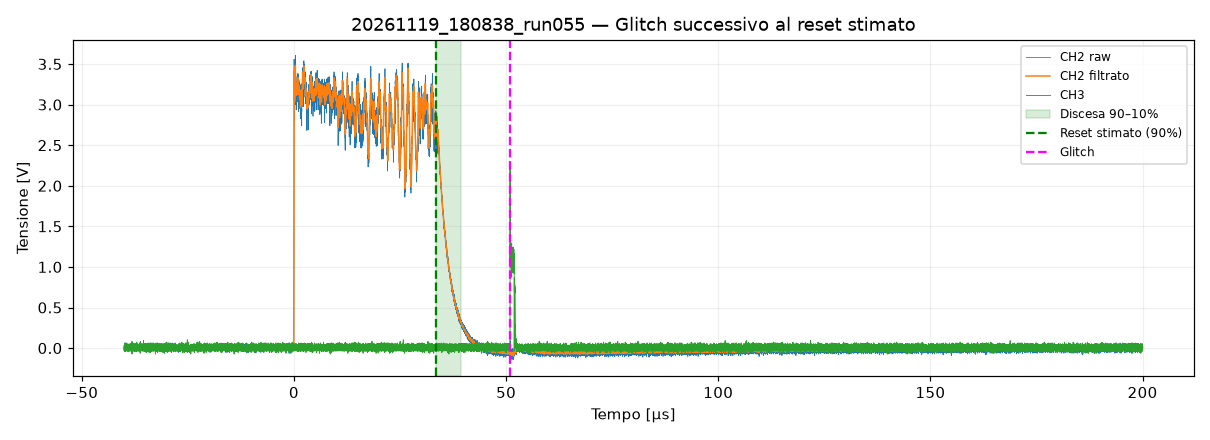 20261119_180838_run055 — Glitch successivo al reset stimato
Tensione [V]
3.5
3.0
2.5
2.0
1.5
1.0
0.5
0.0
CH2 raw
CH2 filtrato
CH3
Discesa 90–10%
Reset stimato (90%)
Glitch
−50
0
50
100
150
200
Tempo [µs]